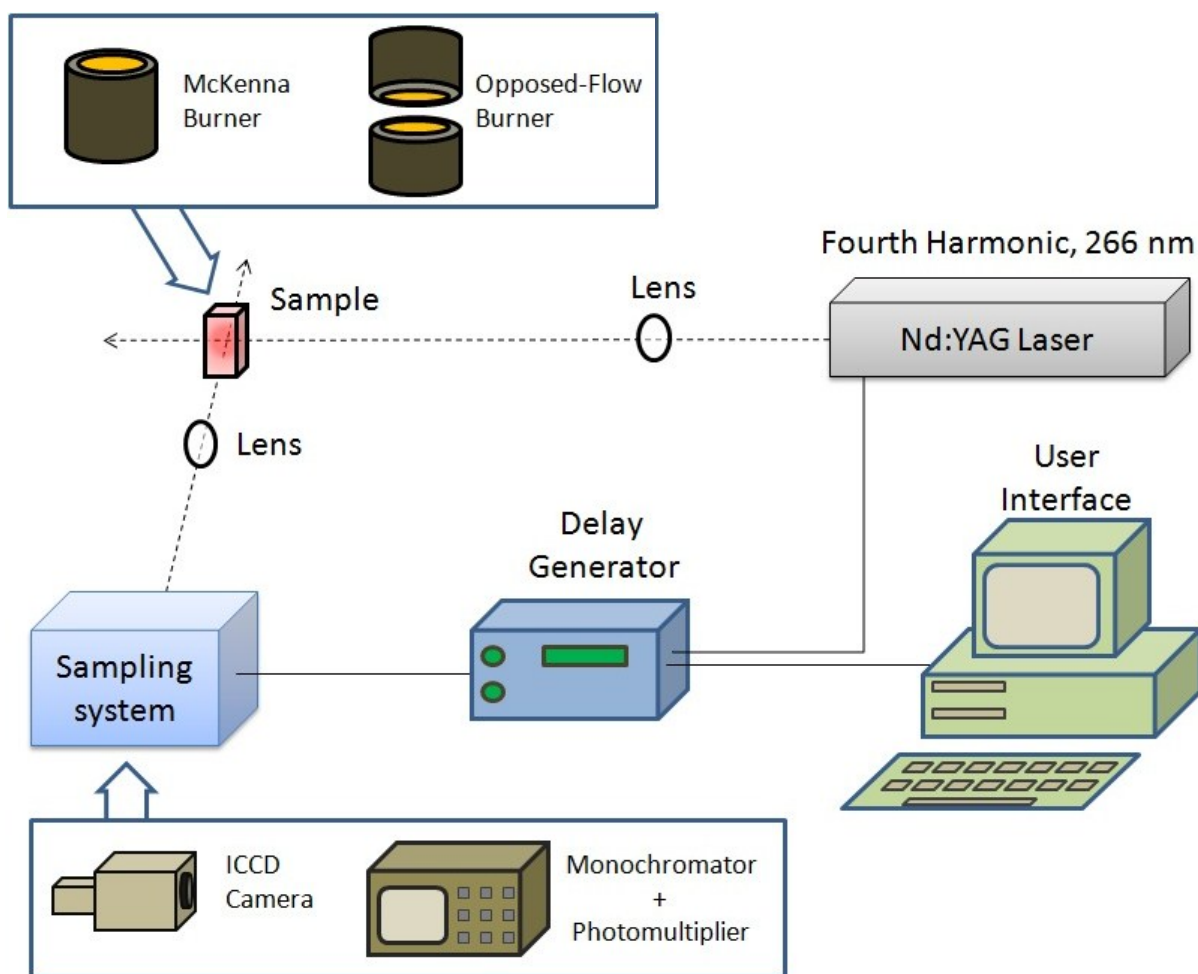 McKenna
Burner
Opposed-Flow
Burner
Fourth Harmonic, 266 nm
Sample
Lens
Nd:YAG Laser
Lens
User
Interface
Delay
Generator
Sampling
system
ICCD
Camera
Monochromator
+
Photomultiplier